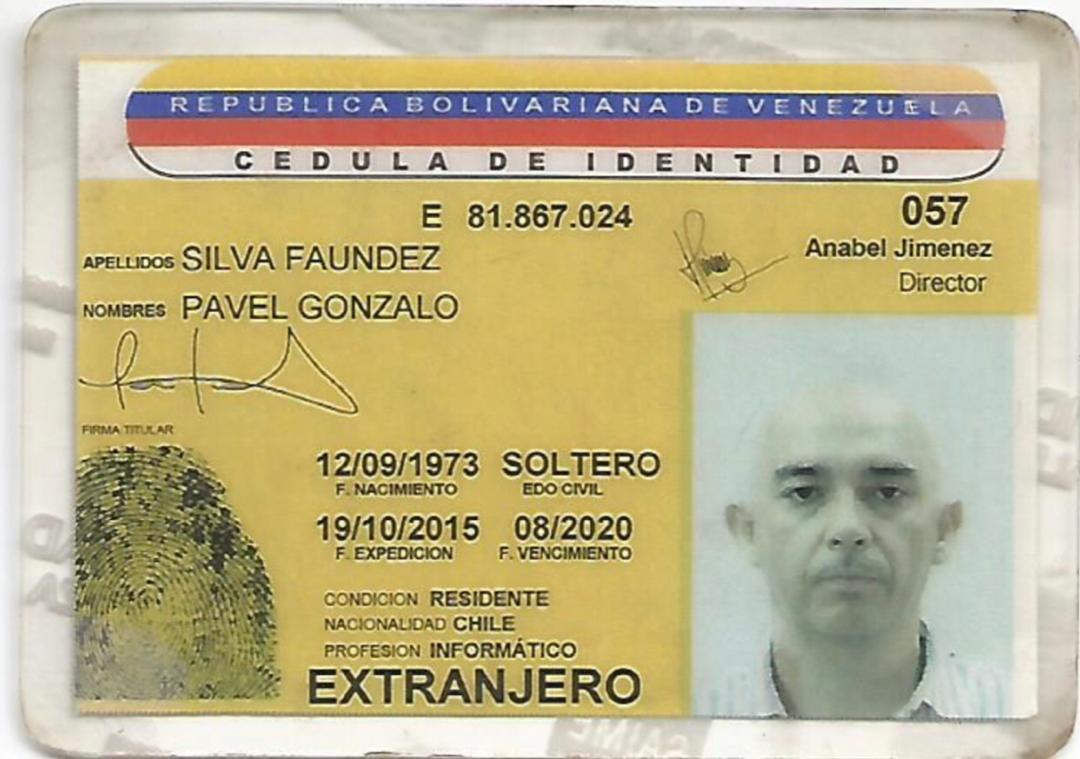 REPUBLICA BOLIVARIANA DE VENEZUELA
CEDULA DE IDENTIDAD
E 81.867.024
057
Anabel Jimenez
Director
APELLIDOS SILVA FAUNDEZ
NOMBRES PAVEL GONZALO
FIRMA TITULAR
12/09/1973 SOLTERO
F. NACIMIENTO EDO CIVIL
19/10/2015 08/2020
F. EXPEDICION F. VENCIMIENTO
CONDICION RESIDENTE
NACIONALIDAD CHILE
PROFESION INFORMÁTICO
EXTRANJERO
SAIME